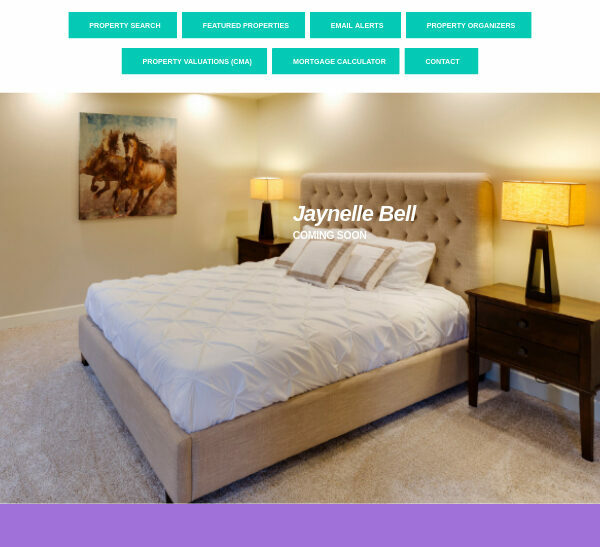 PROPERTY SEARCH
FEATURED PROPERTIES
EMAIL ALERTS
PROPERTY ORGANIZERS
PROPERTY VALUATIONS (CMA)
MORTGAGE CALCULATOR
CONTACT
Jaynelle Bell
COMING SOON